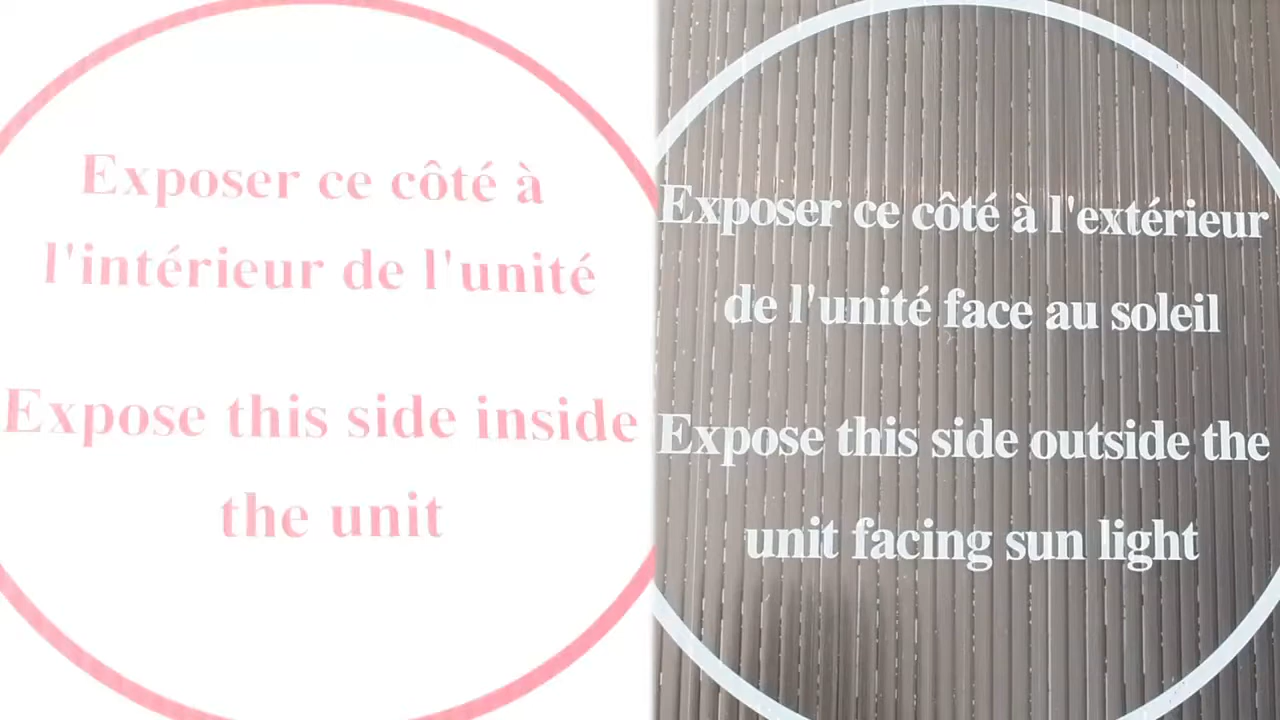 Exposer ce côté à
l'intérieur de l'unité
Expose this side inside
the unit
Exposer ce côté à l'extérieur
de l'unité face au soleil
Expose this side outside the
unit facing sun light